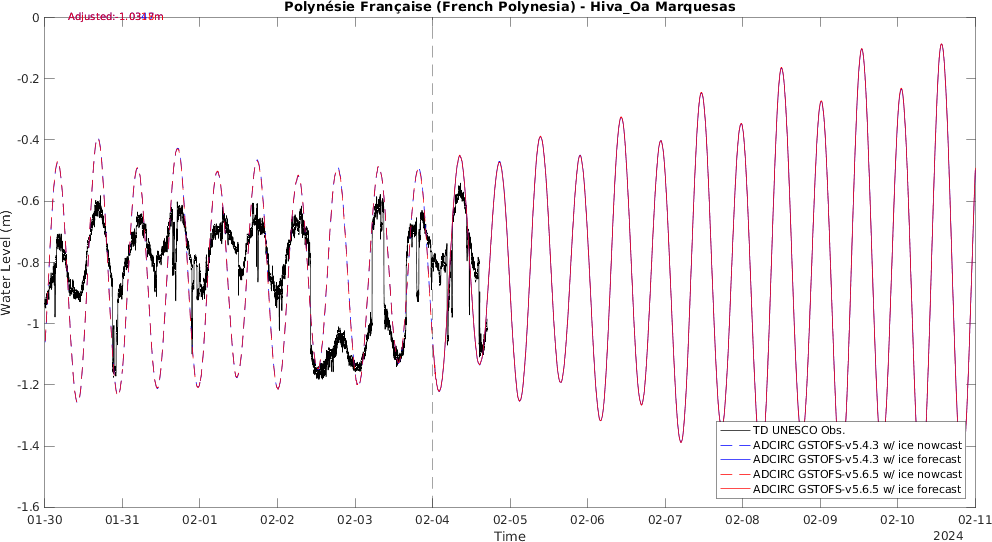 Polynésie Française (French Polynesia) - Hiva_Oa Marquesas
0
-0.2
-0.4
-0.6
-0.8
-1
-1.2
-1.4
-1.6
Water Level (m)
TD UNESCO Obs.
ADCIRC GSTOFS-v5.4.3 w/ ice nowcast
ADCIRC GSTOFS-v5.4.3 w/ ice forecast
ADCIRC GSTOFS-v5.6.5 w/ ice nowcast
ADCIRC GSTOFS-v5.6.5 w/ ice forecast
01-30 01-31 02-01 02-02 02-03 02-04 02-05 02-06 02-07 02-08 02-09 02-10 02-11
Time
2024